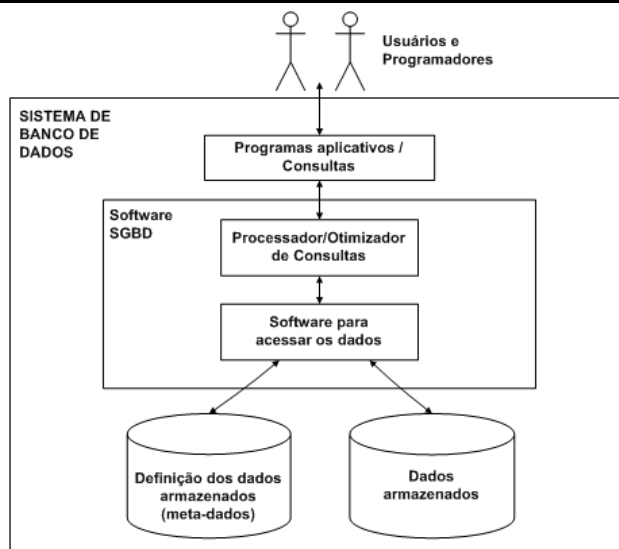 Usuários e
Programadores
SISTEMA DE
BANCO DE
DADOS
Programas aplicativos /
Consultas
Software
SGBD
Processador/Otimizador
de Consultas
Software para
acessar os dados
Definição dos dados
armazenados
(meta-dados)
Dados
armazenados